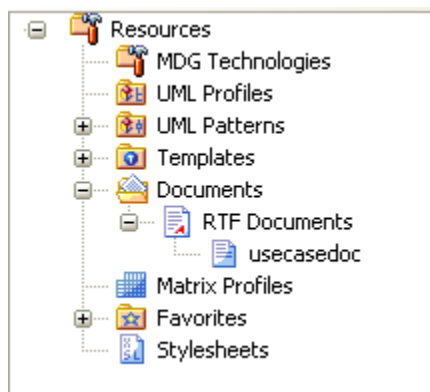 Resources
MDG Technologies
UML Profiles
UML Patterns
Templates
Documents
RTF Documents
usecasedoc
Matrix Profiles
Favorites
Stylesheets